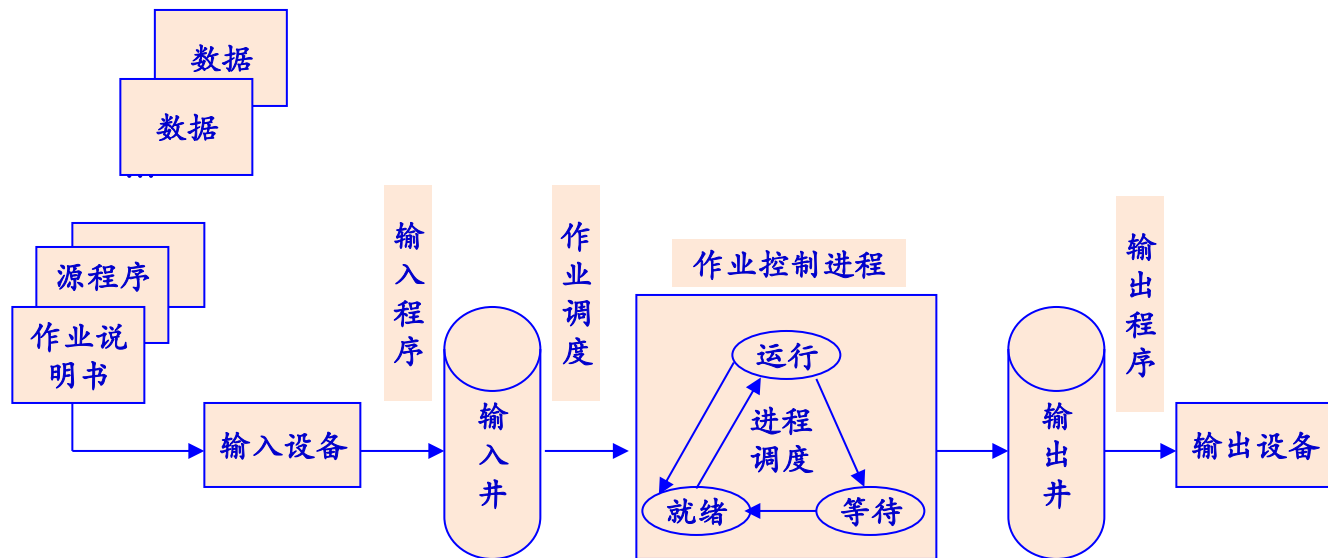 数据
数据
...
源程序
作业说
明书
输入设备
输入程序
输入井
作业调度
作业控制进程
运行
进程
调度
就绪
等待
输出井
输出程序
输出设备